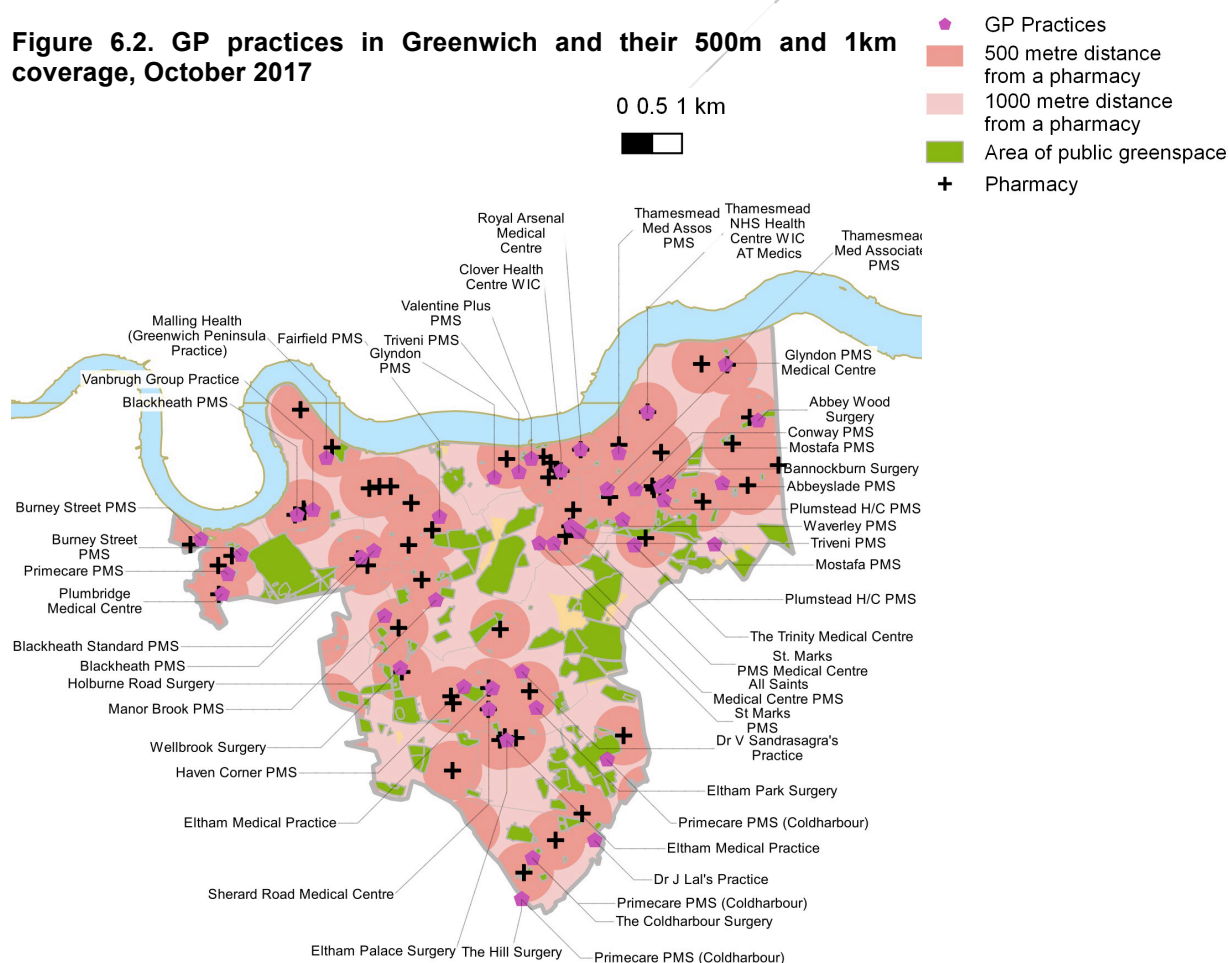 Figure 6.2. GP practices in Greenwich and their 500m and 1km
coverage, October 2017
GP Practices
500 metre distance
from a pharmacy
1000 metre distance
from a pharmacy
Area of public greenspace
Pharmacy
0 0.5 1 km
Royal Arsenal
Medical
Centre
Thamesmead
Med Assos
PMS
Thamesmead
NHS Health
Centre WIC
AT Medics
Thamesmead
Med Associate
PMS
Clover Health
Centre WIC
Valentine Plus
PMS
Triveni PMS
Glyndon
PMS
Fairfield PMS
Malling Health
(Greenwich Peninsula
Practice)
Vanbrugh Group Practice
Blackheath PMS
Burney Street PMS
Burney Street
PMS
Primecare PMS
Plumbridge
Medical Centre
Blackheath Standard PMS
Blackheath PMS
Holburne Road Surgery
Manor Brook PMS
Wellbrook Surgery
Haven Corner PMS
Eltham Medical Practice
Sherard Road Medical Centre
Eltham Palace Surgery
The Hill Surgery
Glyndon PMS
Medical Centre
Abbey Wood
Surgery
Conway PMS
Mostafa PMS
Bannockburn Surgery
Abbeyslade PMS
Plumstead H/C PMS
Waverley PMS
Triveni PMS
Mostafa PMS
Plumstead H/C PMS
The Trinity Medical Centre
St. Marks
PMS Medical Centre
All Saints
Medical Centre PMS
St Marks
PMS
Dr V Sandrasagra's
Practice
Eltham Park Surgery
Primecare PMS (Coldharbour)
Eltham Medical Practice
Dr J Lal's Practice
Primecare PMS (Coldharbour)
The Coldharbour Surgery
Primecare PMS (Coldharbour)